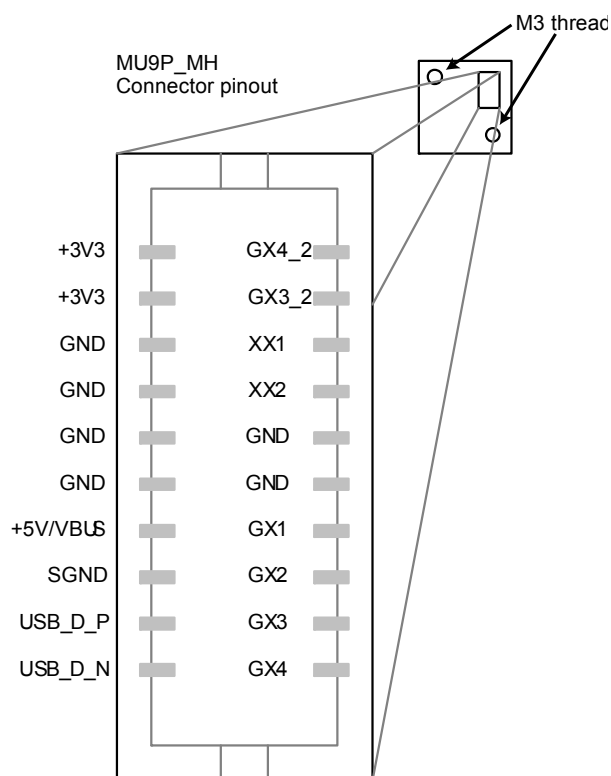 M3 thread
MU9P_MH
Connector pinout
+3V3 GX4_2
+3V3 GX3_2
GND XX1
GND XX2
GND GND
GND GND
+5V/VBUS GX1
SGND GX2
USB_D_P GX3
USB_D_N GX4